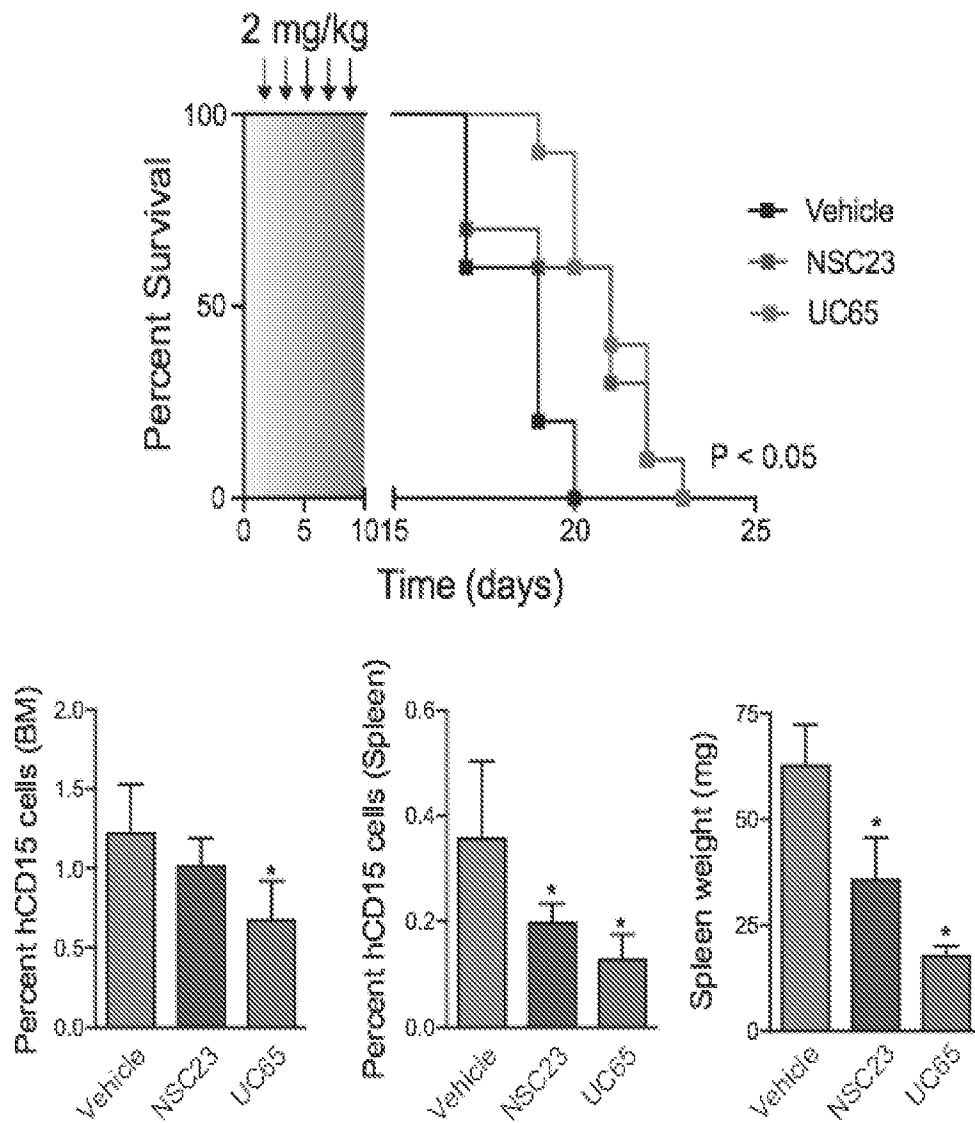 2 mg/kg
Percent Survival
100
50
0
0
5
10
15
20
25
Time (days)
Vehicle
NSC23
UC65
P < 0.05
Percent hCD15 cells (BM)
2.0
1.5
1.0
0.5
0.0
*
Vehicle
NSC23
UC65
Percent hCD15 cells (Spleen)
0.6
0.4
0.2
0.0
*
*
Vehicle
NSC23
UC65
Spleen weight (mg)
75
50
25
0
*
*
Vehicle
NSC23
UC65